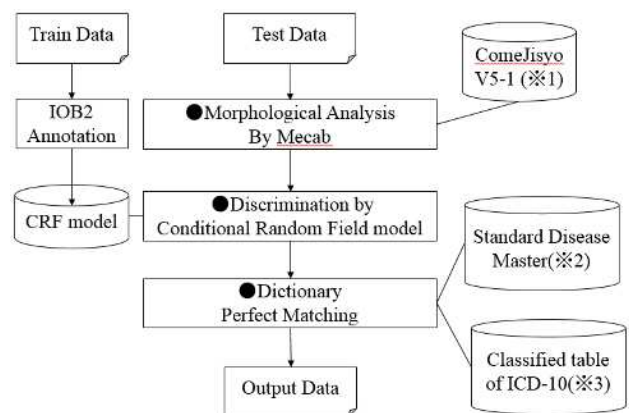 Train Data
Test Data
ComeJisyo
V5-1 (※1)
IOB2
Annotation
●Morphological Analysis
By Mecab
CRF model
●Discrimination by
Conditional Random Field model
Standard Disease
Master(※2)
●Dictionary
Perfect Matching
Classified table
of ICD-10(※3)
Output Data